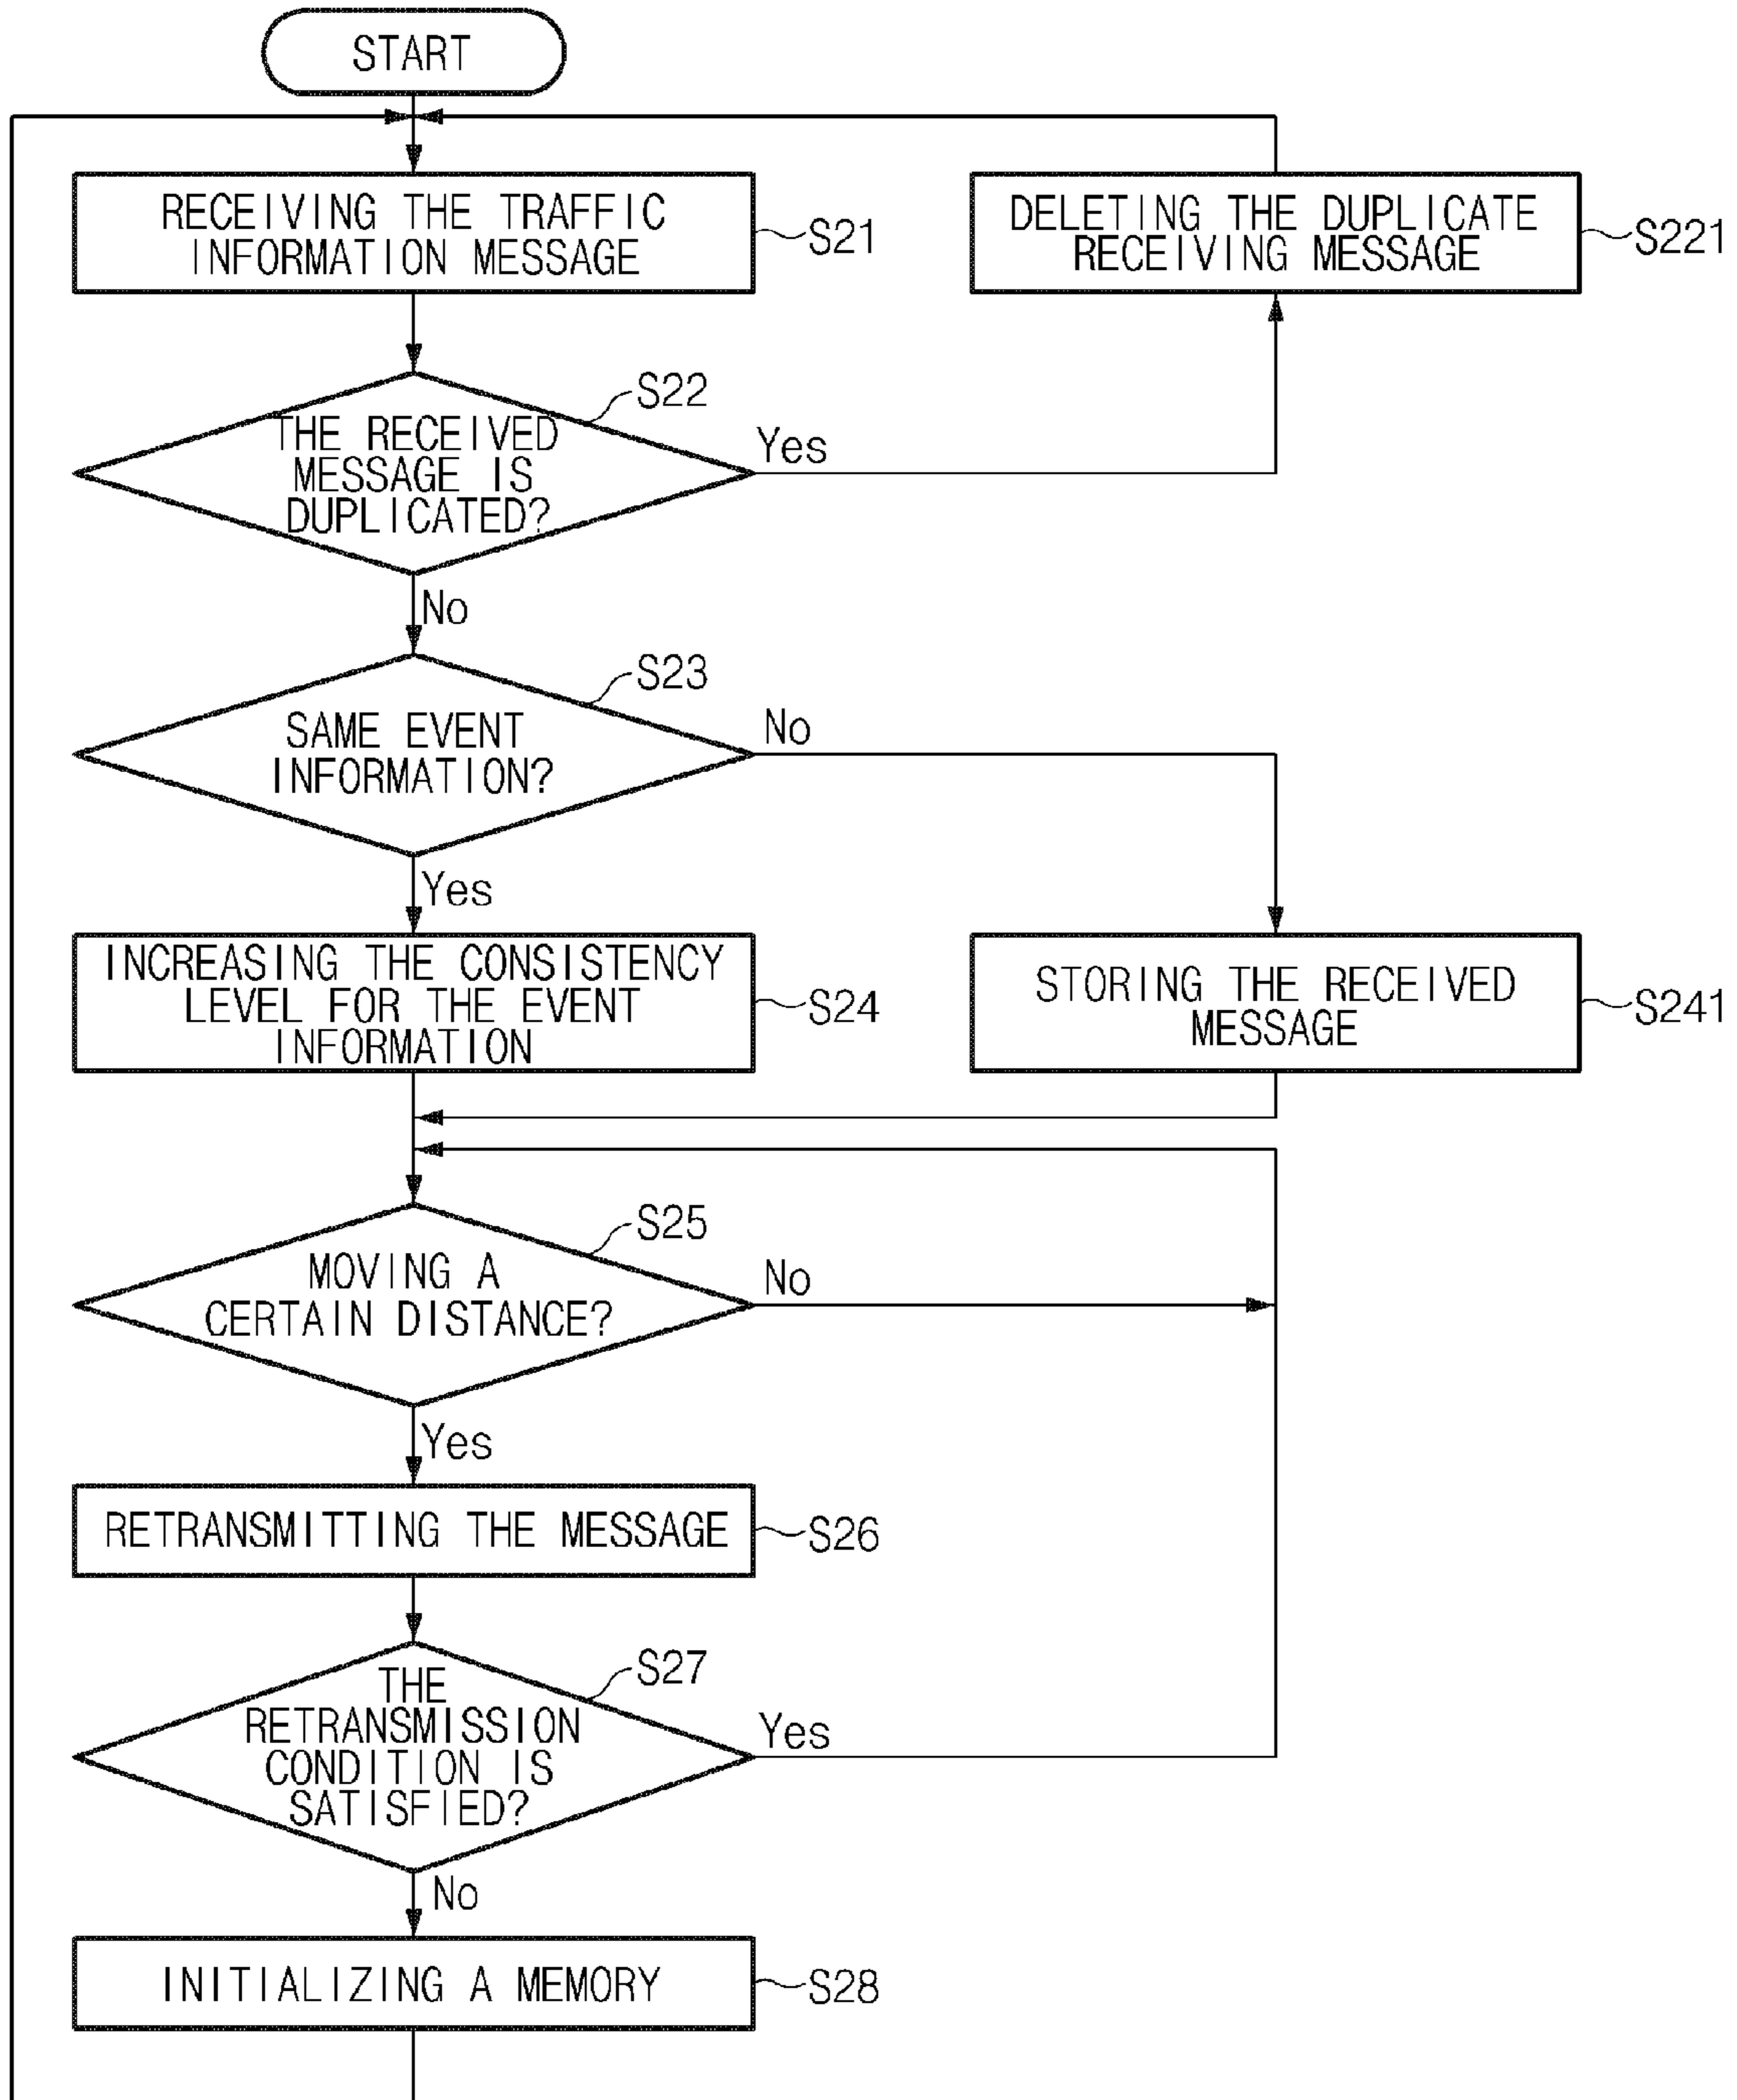 START
RECEIVING THE TRAFFIC
INFORMATION MESSAGE
S21
DELETING THE DUPLICATE
RECEIVING MESSAGE
S221
S22
THE RECEIVED
MESSAGE IS
DUPLICATED?
Yes
No
S23
SAME EVENT
INFORMATION?
No
Yes
INCREASING THE CONSISTENCY
LEVEL FOR THE EVENT
INFORMATION
S24
STORING THE RECEIVED
MESSAGE
S241
S25
MOVING A
CERTAIN DISTANCE?
No
Yes
RETRANSMITTING THE MESSAGE
S26
S27
THE
RETRANSMISSION
CONDITION IS
SATISFIED?
Yes
No
INITIALIZING A MEMORY
S28